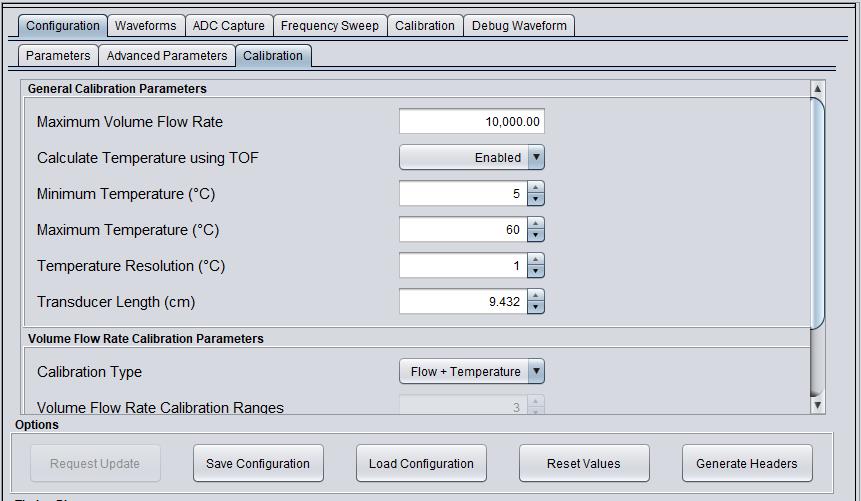 Configuration Waveforms ADC Capture Frequency Sweep Calibration Debug Waveform
Parameters Advanced Parameters Calibration
General Calibration Parameters
Maximum Volume Flow Rate 10,000.00
Calculate Temperature using TOF Enabled
Minimum Temperature (°C) 5
Maximum Temperature (°C) 60
Temperature Resolution (°C) 1
Transducer Length (cm) 9.432
Volume Flow Rate Calibration Parameters
Calibration Type Flow + Temperature
Volume Flow Rate Calibration Ranges 3
Options
Request Update Save Configuration Load Configuration Reset Values Generate Headers